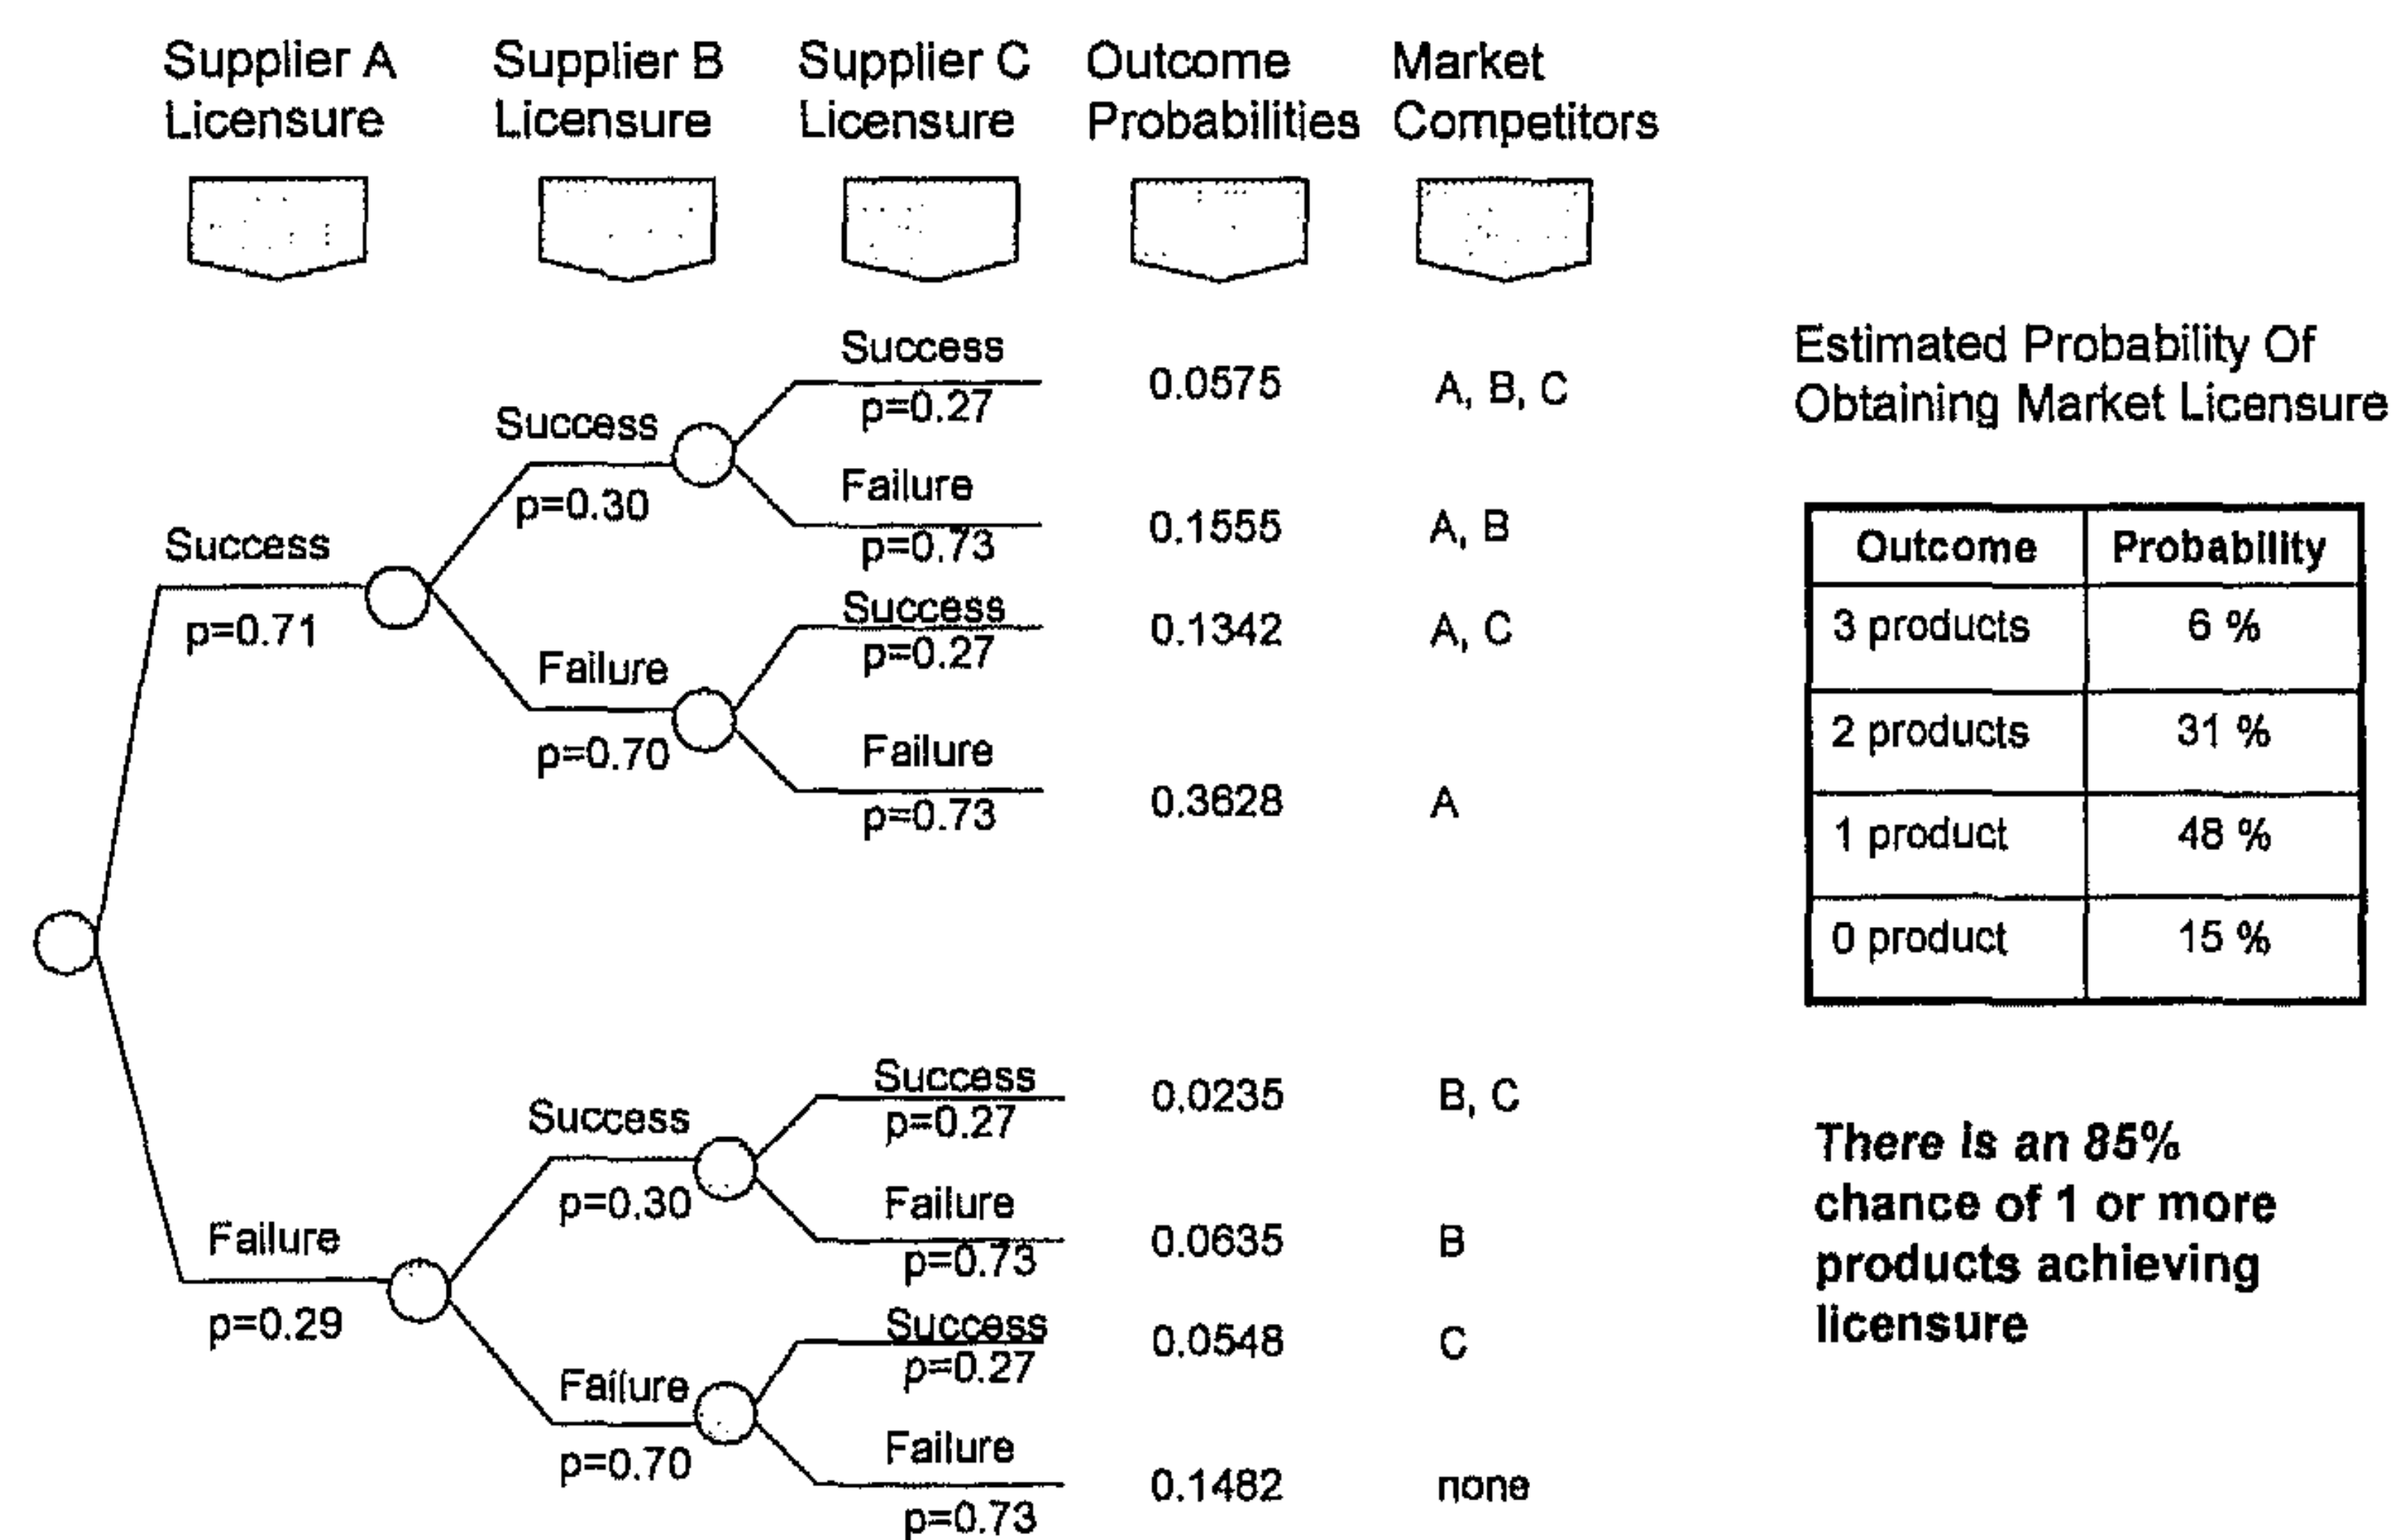 Supplier A
Licensure
Supplier B
Licensure
Supplier C
Licensure
Outcome
Probabilities
Market
Competitors
Success
p=0.71
Failure
p=0.29
Success
p=0.30
Failure
p=0.70
Success
p=0.30
Failure
p=0.70
Success
p=0.27
0.0575
A, B, C
Failure
p=0.73
0.1555
A, B
Success
p=0.27
0.1342
A, C
Failure
p=0.73
0.3628
A
Success
p=0.27
0.0235
B, C
Failure
p=0.73
0.0635
B
Success
p=0.27
0.0548
C
Failure
p=0.73
0.1482
none
Estimated Probability Of
Obtaining Market Licensure
Outcome Probability
3 products 6 %
2 products 31 %
1 product 48 %
0 product 15 %
There is an 85%
chance of 1 or more
products achieving
licensure